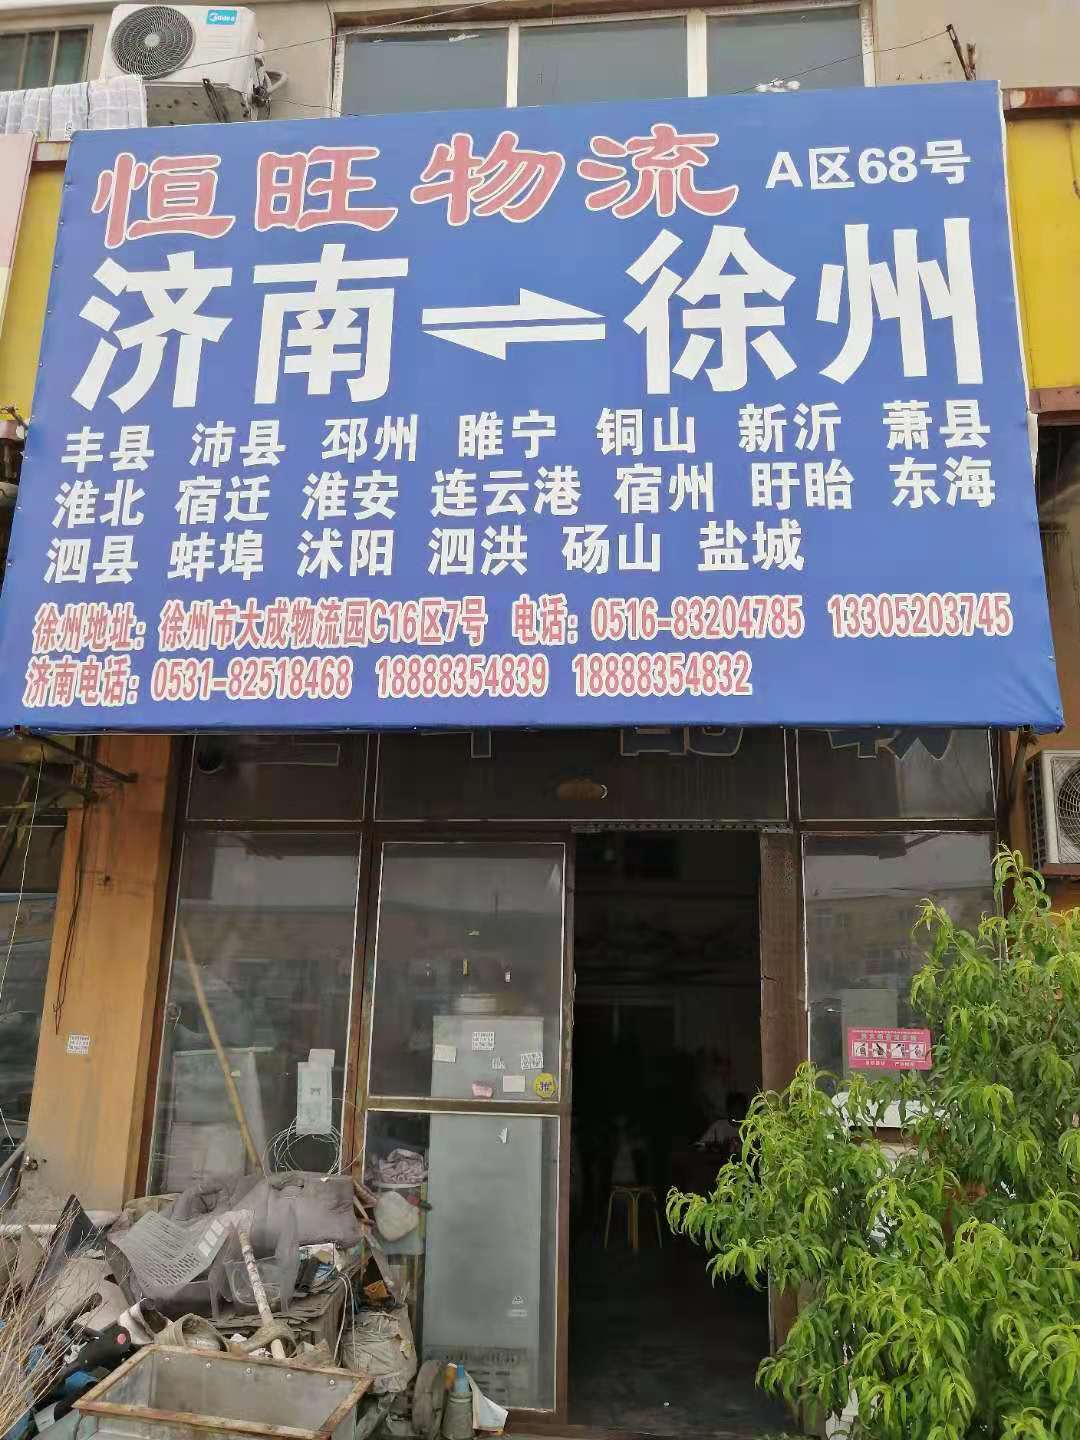 Midea
恒旺物流 A区68号
济南 徐州
丰县 沛县 邳州 睢宁 铜山 新沂 萧县
淮北 宿迁 淮安 连云港 宿州 盱眙 东海
泗县 蚌埠 沭阳 泗洪 砀山 盐城
徐州地址：徐州市大成物流园C16区7号 电话：0516-83204785 13305203745
济南电话：0531-82518468 18888354839 18888354832